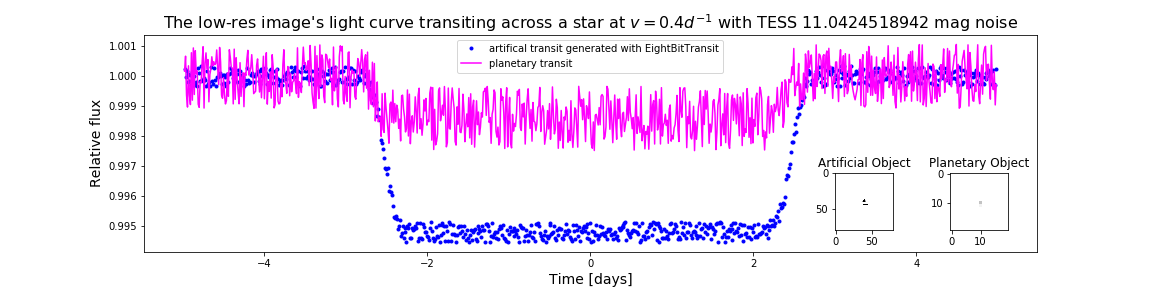 The low-res image's light curve transiting across a star at v = 0.4d⁻¹ with TESS 11.0424518942 mag noise
artifical transit generated with EightBitTransit
planetary transit
Relative flux
1.001
1.000
0.999
0.998
0.997
0.996
0.995
−4
−2
0
2
4
Time [days]
Artificial Object
0
50
0
50
Planetary Object
0
10
0
10